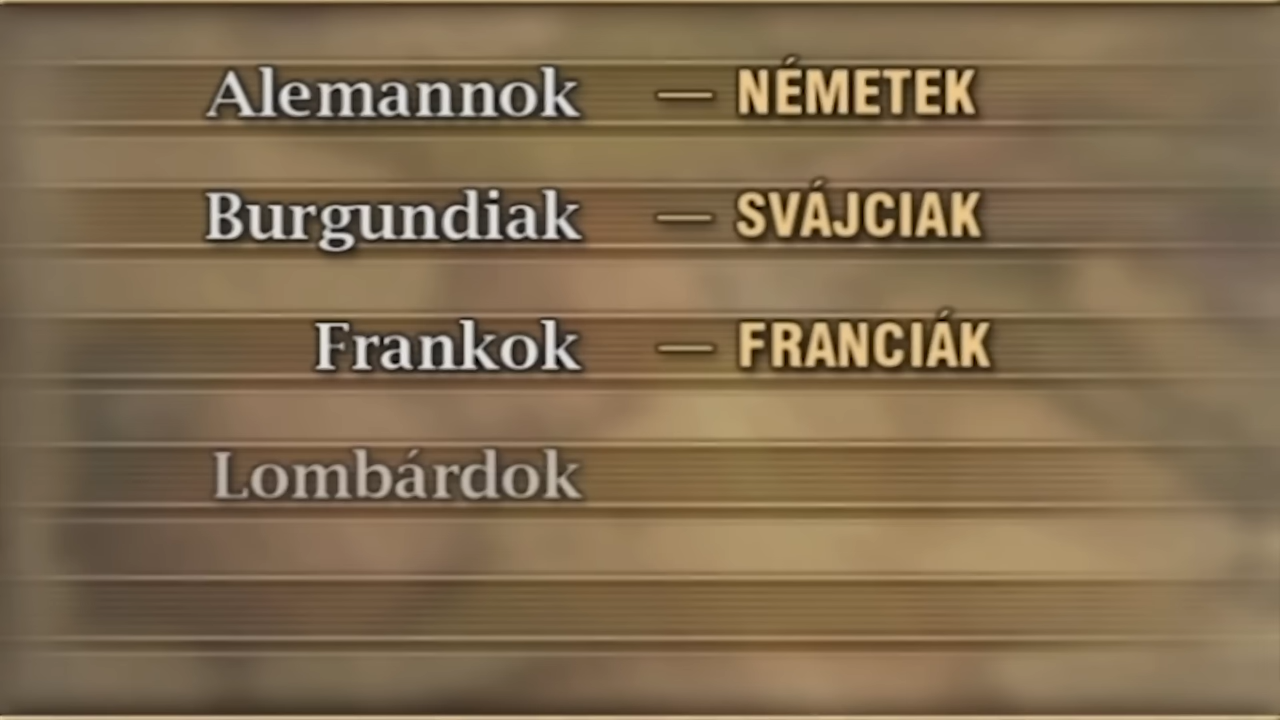 Alemannok — NÉMETEK
Burgundiak — SVÁJCIAK
Frankok — FRANCIÁK
Lombárdok